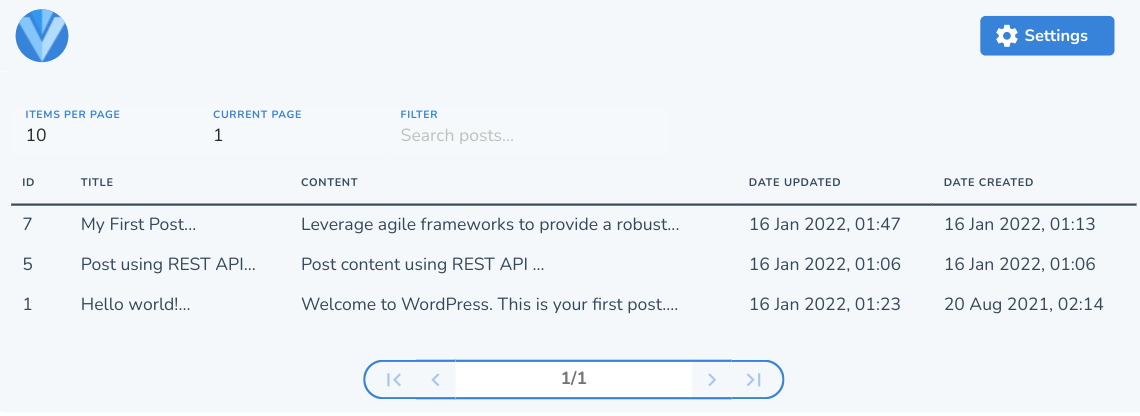 Settings
ITEMS PER PAGE CURRENT PAGE FILTER
10 1 Search posts...
ID TITLE CONTENT DATE UPDATED DATE CREATED
7 My First Post... Leverage agile frameworks to provide a robust... 16 Jan 2022, 01:47 16 Jan 2022, 01:13
5 Post using REST API... Post content using REST API ... 16 Jan 2022, 01:06 16 Jan 2022, 01:06
1 Hello world!... Welcome to WordPress. This is your first post.... 16 Jan 2022, 01:23 20 Aug 2021, 02:14
1/1